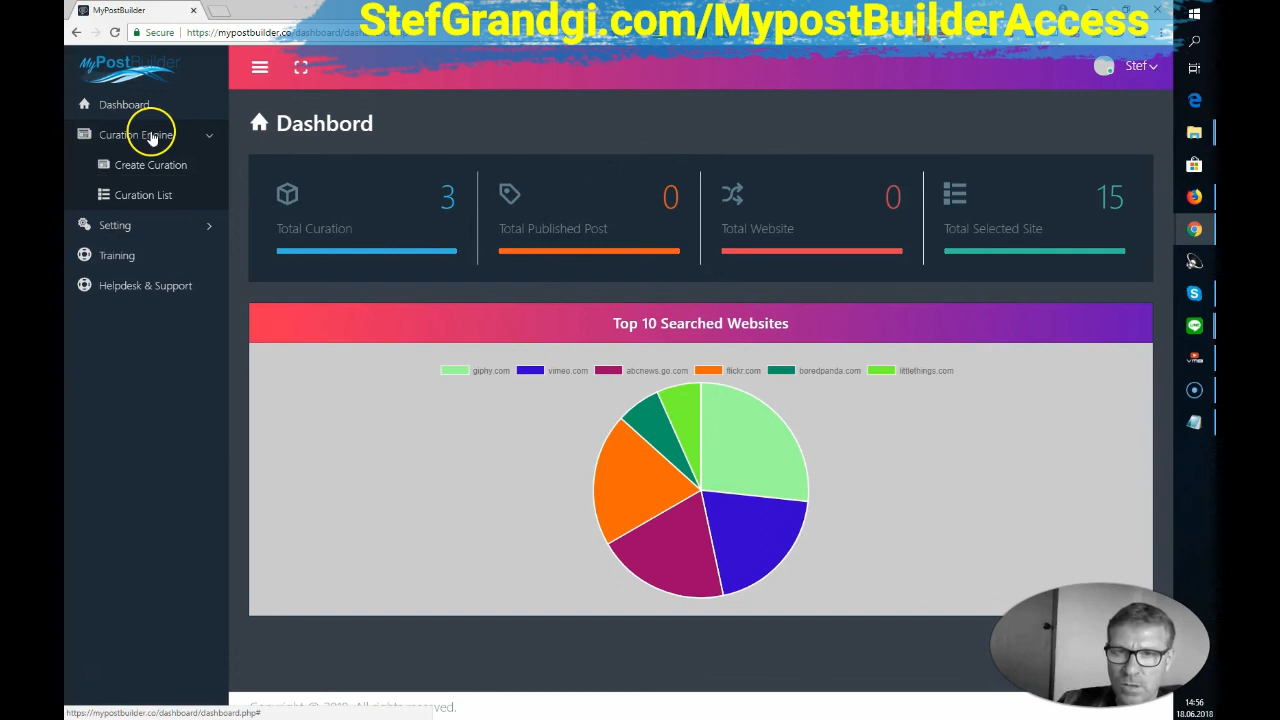 MyPostBuilder
StefGrandgi.com/MypostBuilderAccess
Secure
https://mypostbuilder.co/dashboard/das
MyPostBuilder
Stef
Dashboard
Curation Engine
Create Curation
Curation List
Setting
Training
Helpdesk & Support
Dashbord
3
Total Curation
0
Total Published Post
0
Total Website
15
Total Selected Site
Top 10 Searched Websites
giphy.com
vimeo.com
abcnews.go.com
flickr.com
boredpanda.com
littlethings.com
https://mypostbuilder.co/dashboard/dashboard.php#
14:56
18.06.2018